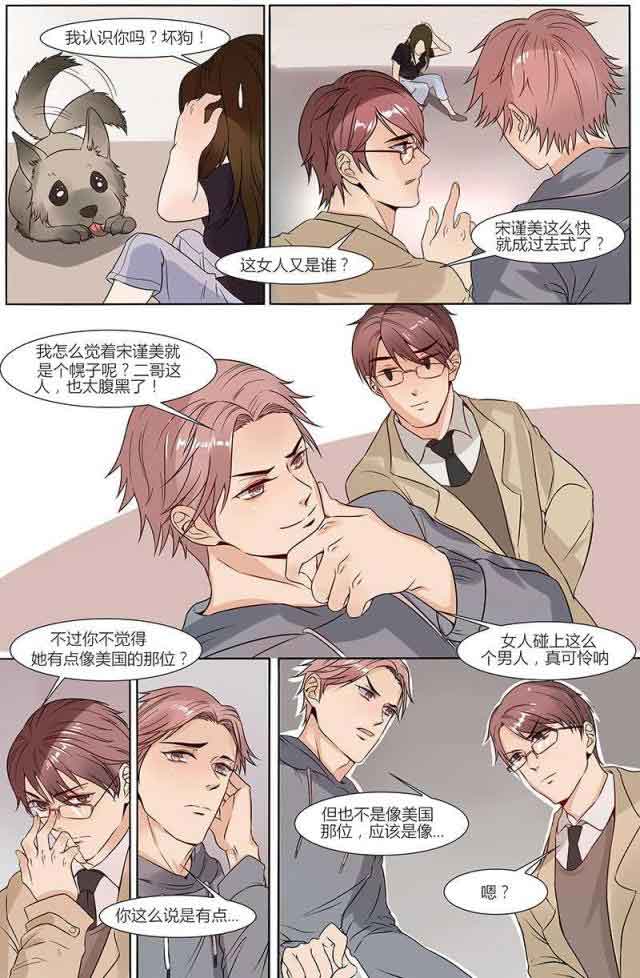 我认识你吗？坏狗！
这女人又是谁？
宋谨美这么快
就成过去式了？
我怎么觉着宋谨美就
是个幌子呢？二哥这
人，也太腹黑了！
女人碰上这么
个男人，真可怜呐
不过你不觉得
她有点像美国的那位？
你这么说是有点...
但也不是像美国
那位，应该是像...
嗯？